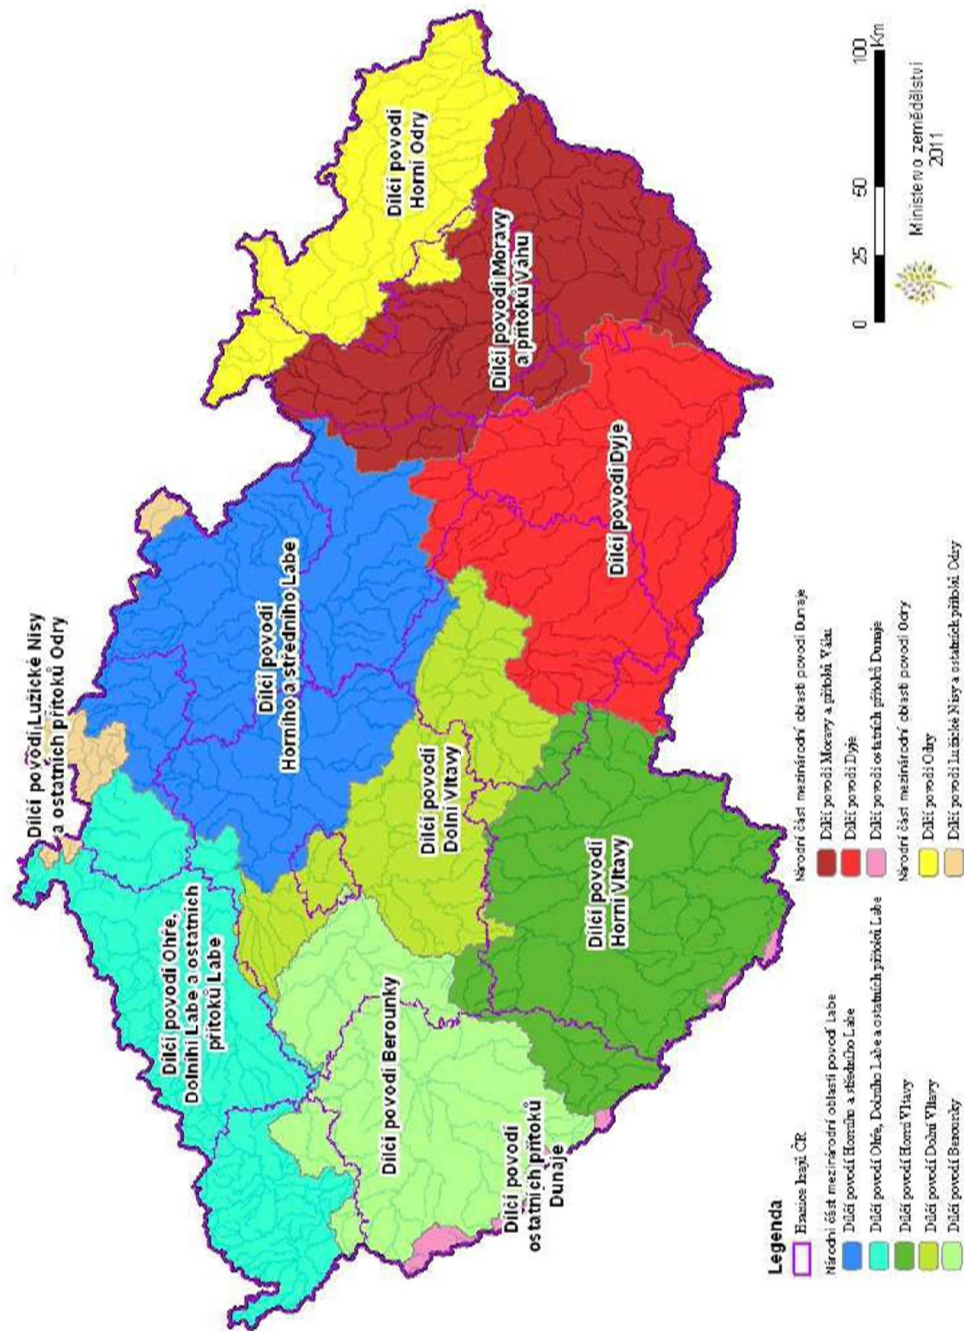 Dílčí povodí Lužické Nisy
a ostatních přítoků Odry
Dílčí povodí Ohře,
Dolnihí Labe a ostatních
přítoků Labe
Dílčí povodí
Horního a středního Labe
Dílčí povodí
Horní Odry
Dílčí povodí Berounky
Dílčí povodí
Dolní Vltavy
Dílčí povodí Moravy
a přítoků Váhu
Dílčí povodí
ostatních přítoků
Dunaje
Dílčí povodí
Horní Vltavy
Dílčí povodí Dyje
Legenda
Hranice krajů ČR
Národní část mezinárodní oblasti povodí Labe
Dílčí povodí Horního a středního Labe
Dílčí povodí Ohře, Dolního Labe a ostatních přítoků Labe
Dílčí povodí Horní Vltavy
Dílčí povodí Dolní Vltavy
Dílčí povodí Berounky
Národní část mezinárodní oblasti povodí Dunaje
Dílčí povodí Moravy a přítoků Váhu
Dílčí povodí Dyje
Dílčí povodí ostatních přítoků Dunaje
Národní část mezinárodní oblasti povodí Odry
Dílčí povodí Odry
Dílčí povodí Lužické Nisy a ostatních přítoků Odry
0 25 50 100
Km
Ministerstvo zemědělství
2011